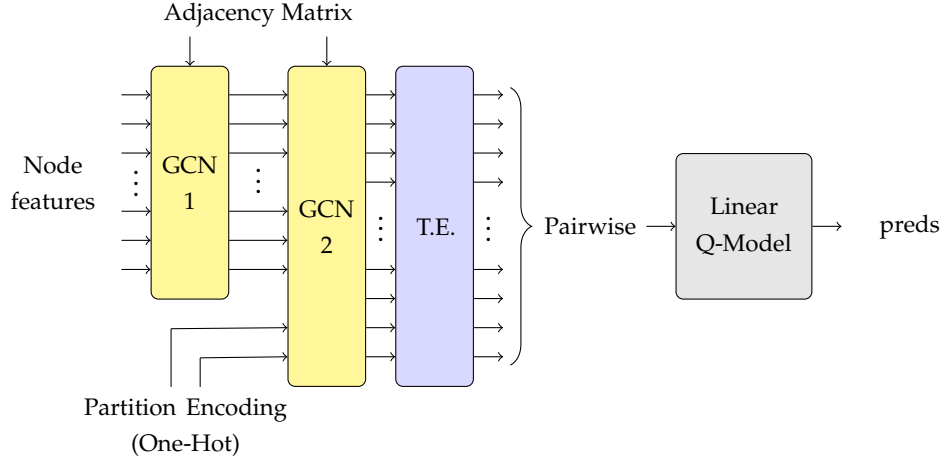 Adjacency Matrix
Node
features
⋮
GCN
1
⋮
GCN
2
⋮
T.E.
⋮
Pairwise
Linear
Q-Model
preds
Partition Encoding
(One-Hot)